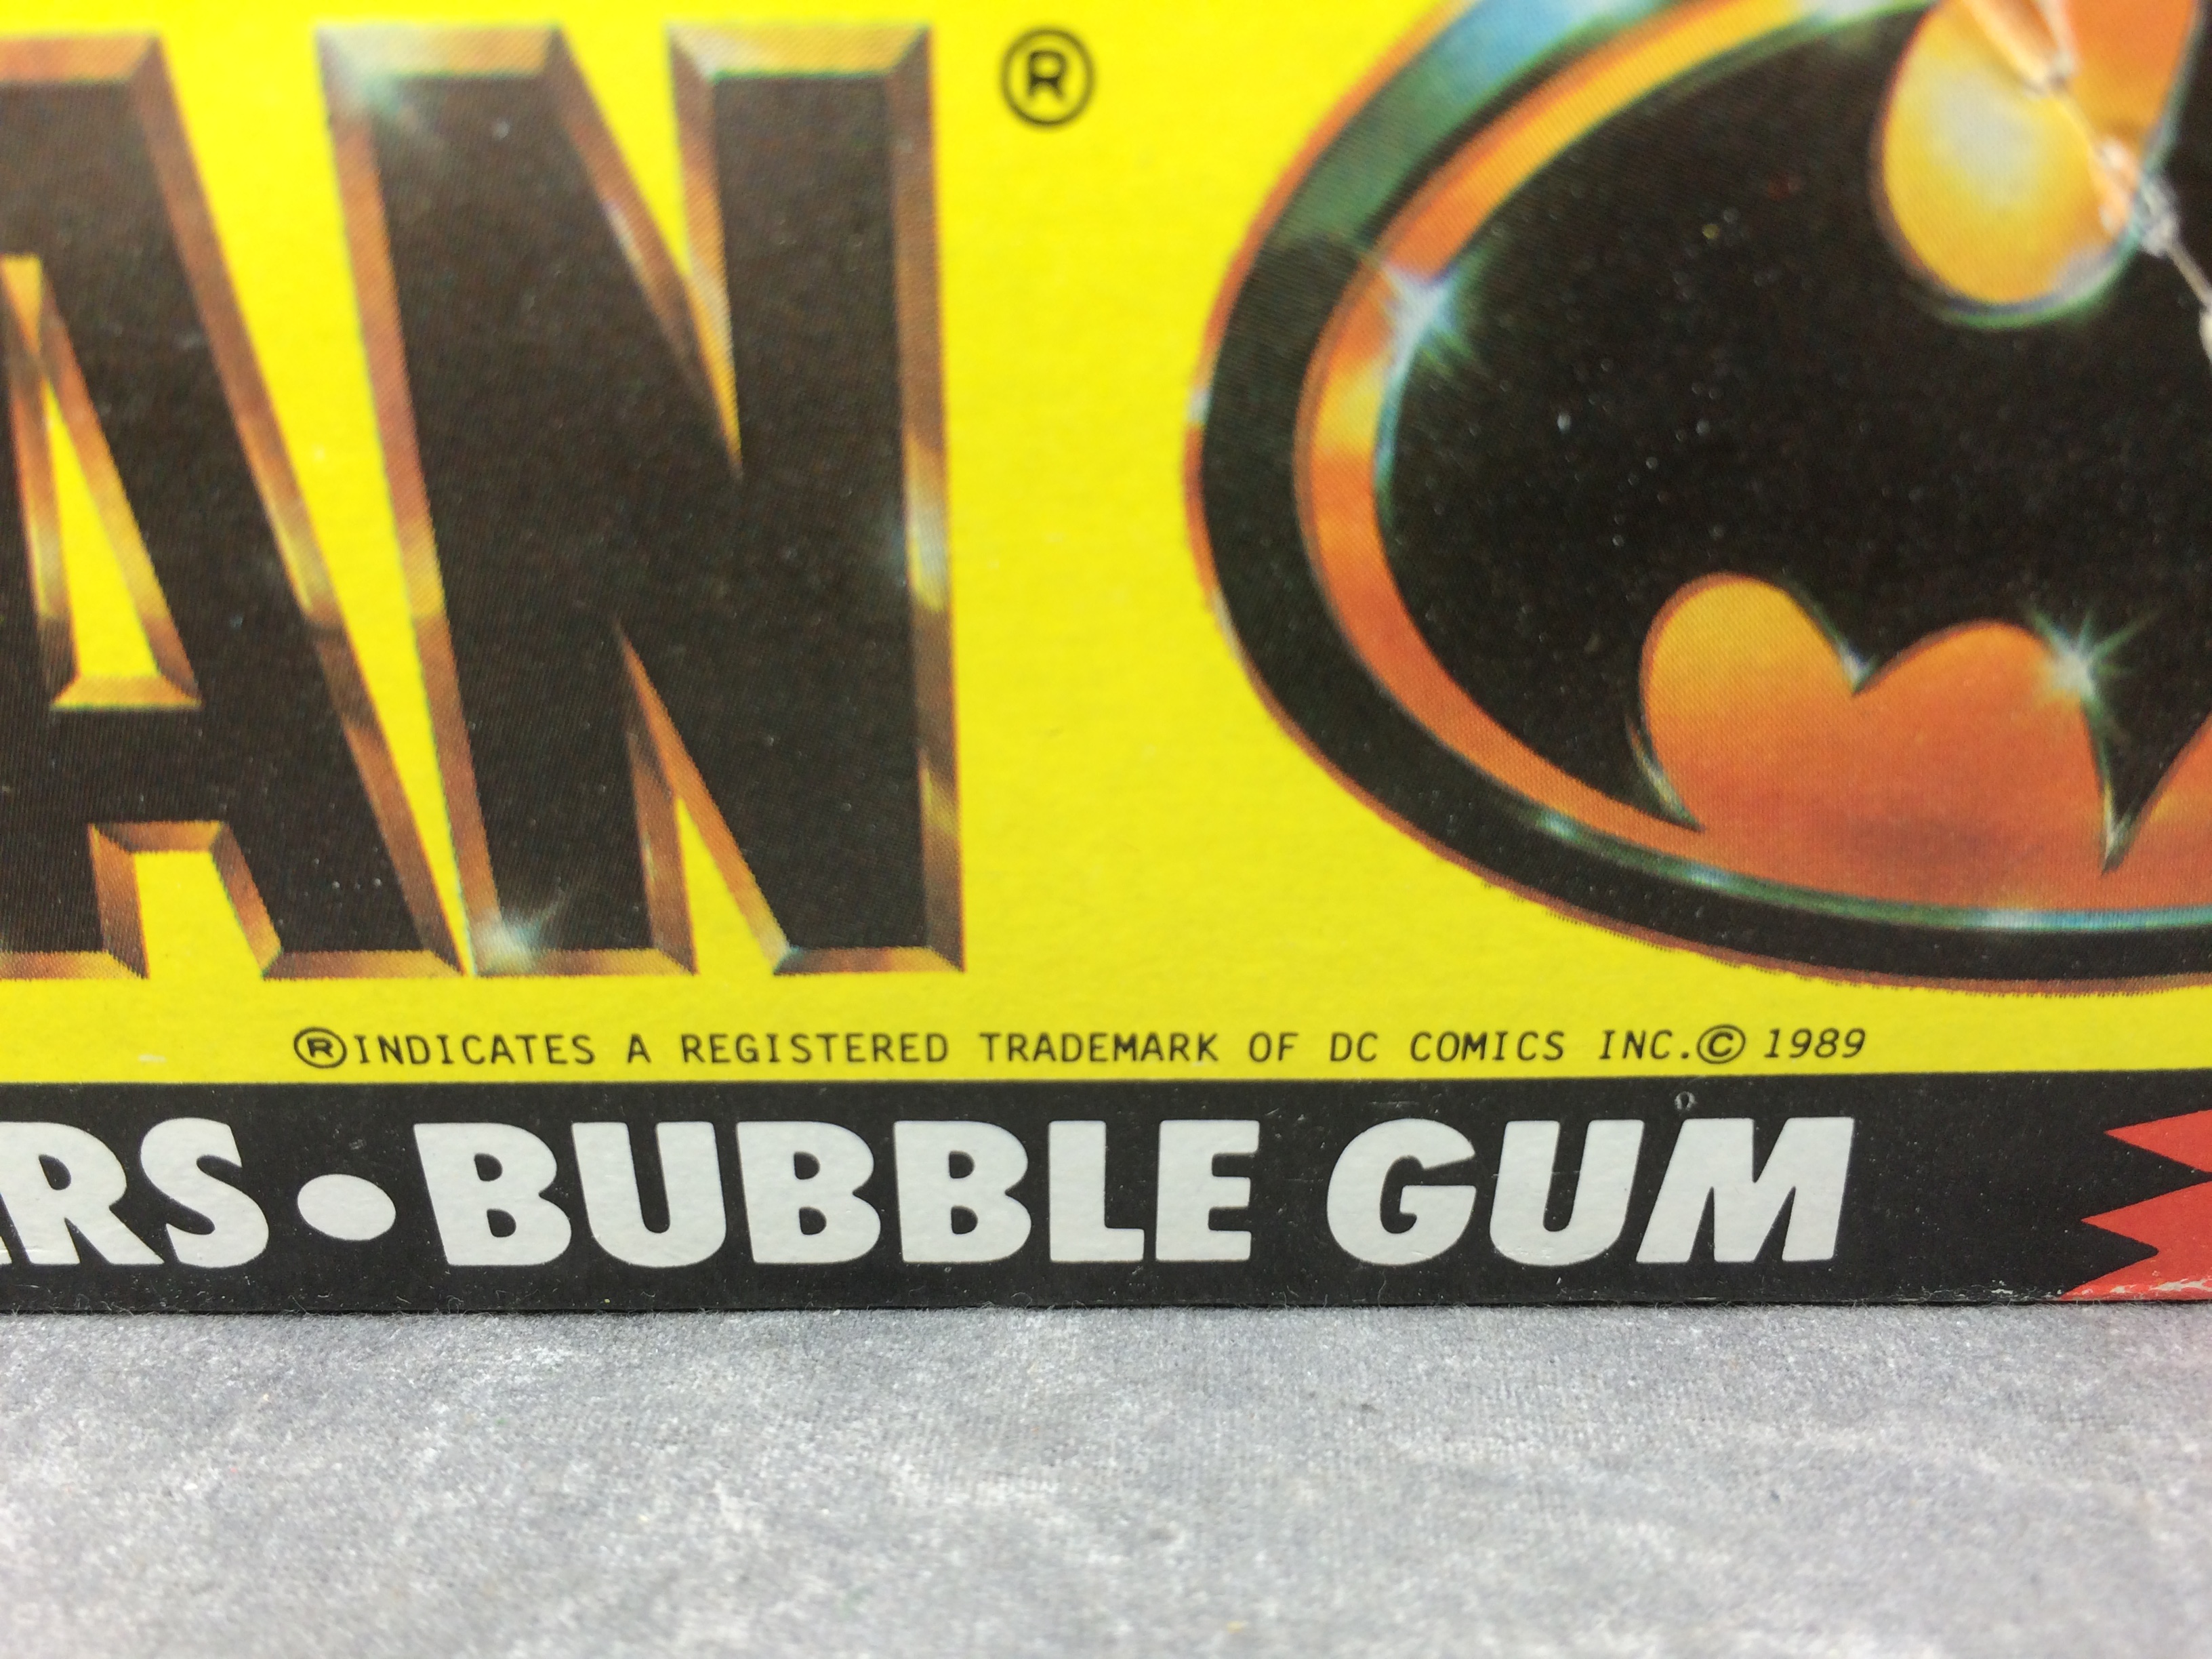 AN®
®INDICATES A REGISTERED TRADEMARK OF DC COMICS INC.© 1989
RS•BUBBLE GUM